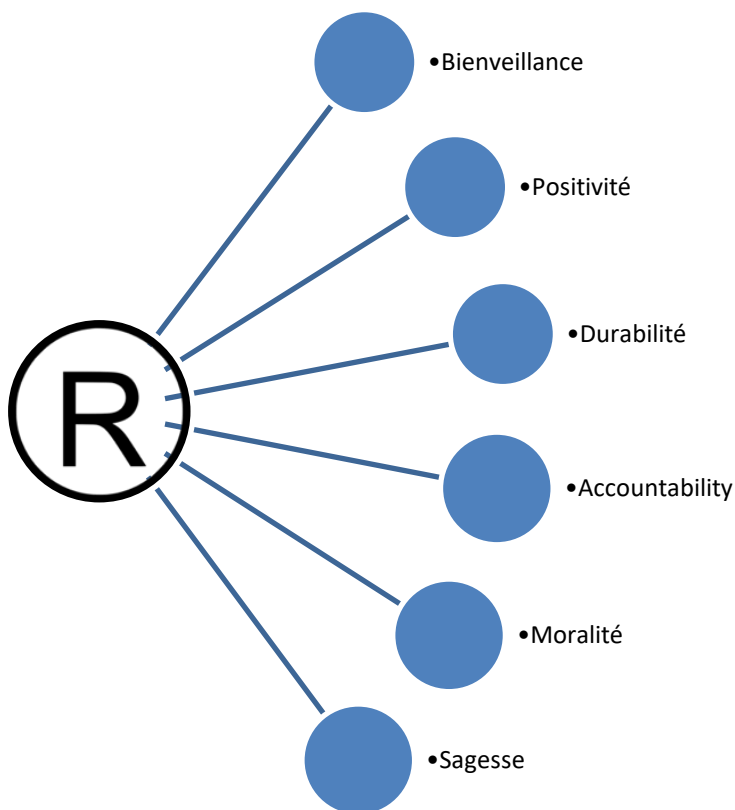 •Bienveillance
•Positivité
•Durabilité
R
•Accountability
•Moralité
•Sagesse